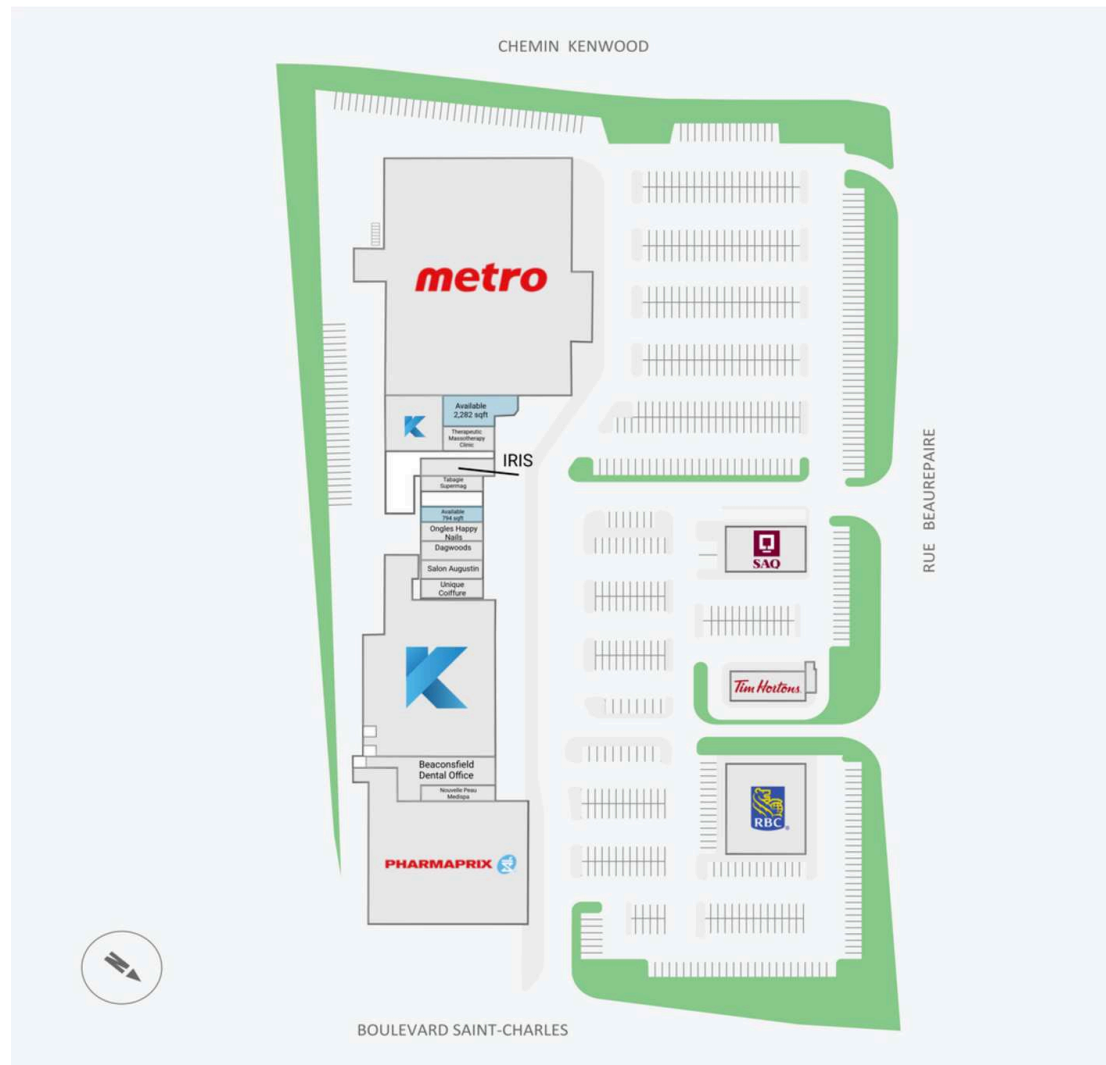 CHEMIN KENWOOD
metro
Available
2,282 sqft
K
Therapeutic
Massotherapy
Clinic
IRIS
Tabagie
Supermag
Available
794 sqft
Ongles Happy
Nails
Dagwoods
Salon Augustin
Unique
Coiffure
K
Beaconsfield
Dental Office
Nouvelle Peau
Medispa
PHARMAPRIX
SAQ
Tim Hortons
RBC
RUE BEAUREPAIRE
N
BOULEVARD SAINT-CHARLES